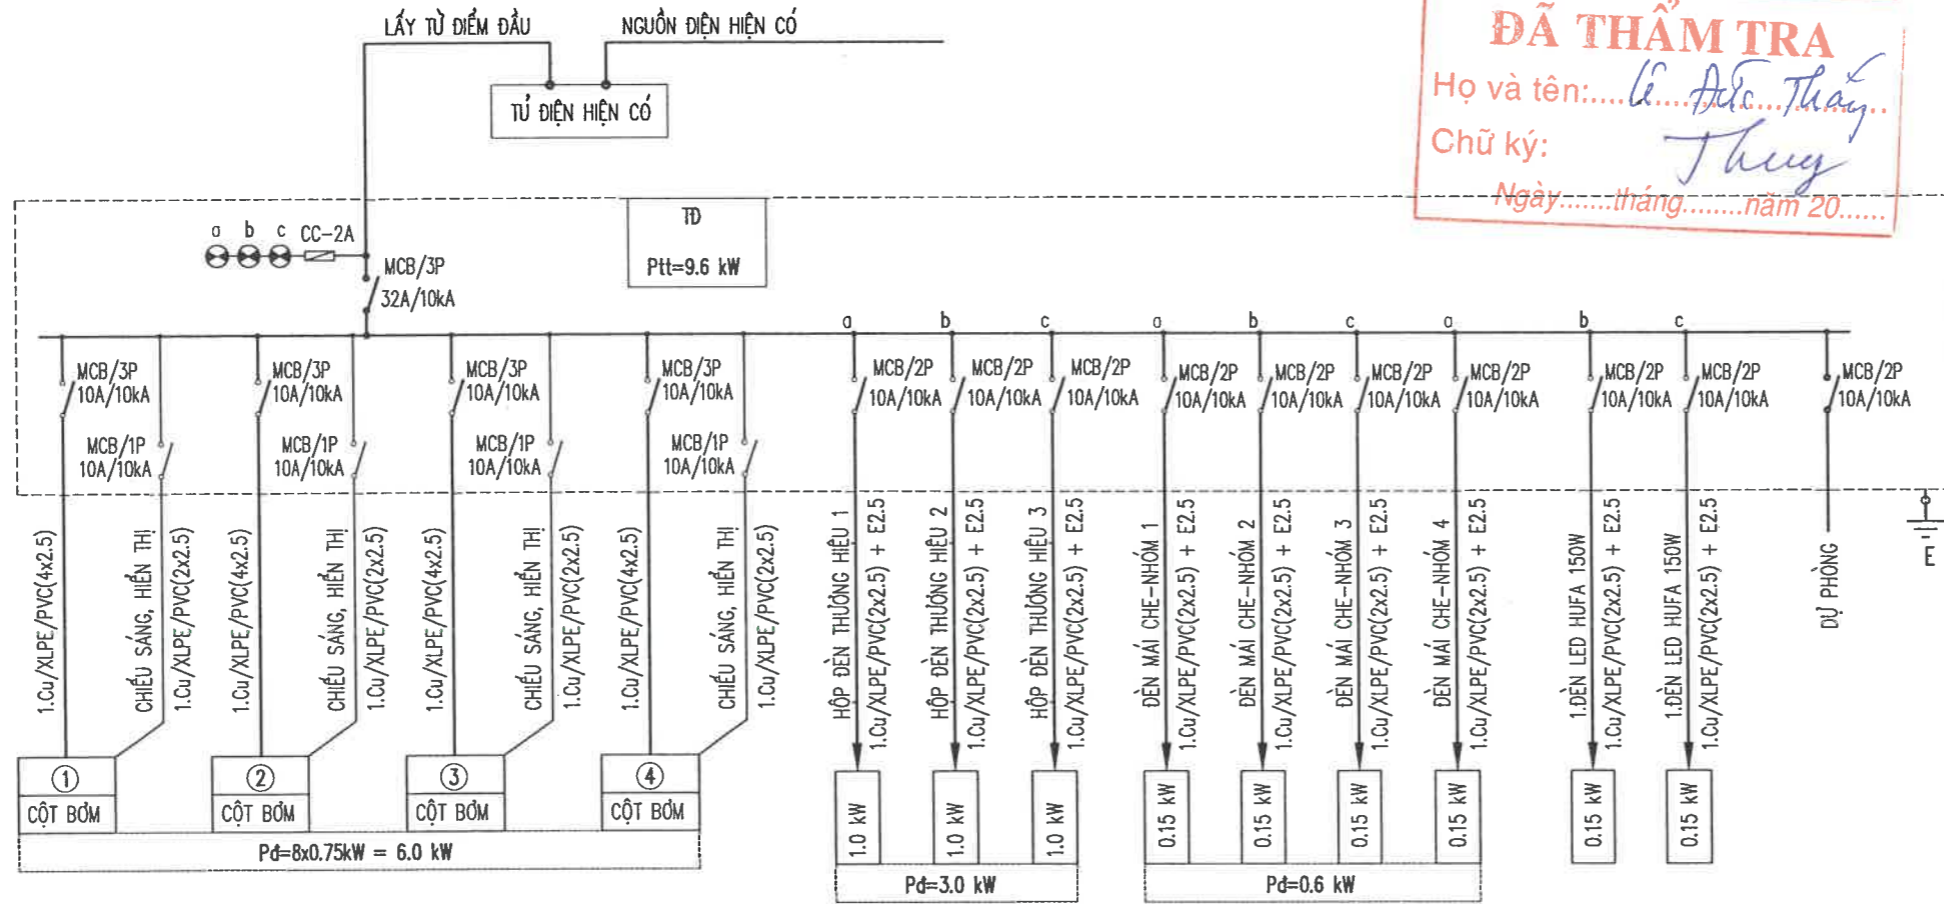 LẤY TỪ ĐIỂM ĐẦU
NGUỒN ĐIỆN HIỆN CÓ
TỦ ĐIỆN HIỆN CÓ
ĐÃ THẨM TRA
Họ và tên:....Lê Đức Thắng
Chữ ký:
Ngày.......tháng.......năm 20......
a b c CC-2A
MCB/3P
32A/10kA
TĐ
Ptt=9.6 kW
a b c a b c a b c
MCB/3P
10A/10kA
MCB/1P
10A/10kA
MCB/3P
10A/10kA
MCB/1P
10A/10kA
MCB/3P
10A/10kA
MCB/1P
10A/10kA
MCB/3P
10A/10kA
MCB/1P
10A/10kA
MCB/2P
10A/10kA
MCB/2P
10A/10kA
MCB/2P
10A/10kA
MCB/2P
10A/10kA
MCB/2P
10A/10kA
MCB/2P
10A/10kA
MCB/2P
10A/10kA
MCB/2P
10A/10kA
MCB/2P
10A/10kA
MCB/2P
10A/10kA
1.Cu/XLPE/PVC(4x2.5)
CHIẾU SÁNG, HIỂN THỊ
1.Cu/XLPE/PVC(2x2.5)
1.Cu/XLPE/PVC(4x2.5)
CHIẾU SÁNG, HIỂN THỊ
1.Cu/XLPE/PVC(2x2.5)
1.Cu/XLPE/PVC(4x2.5)
CHIẾU SÁNG, HIỂN THỊ
1.Cu/XLPE/PVC(2x2.5)
1.Cu/XLPE/PVC(4x2.5)
CHIẾU SÁNG, HIỂN THỊ
1.Cu/XLPE/PVC(2x2.5)
HỘP ĐÈN THƯƠNG HIỆU 1
1.Cu/XLPE/PVC(2x2.5) + E2.5
HỘP ĐÈN THƯƠNG HIỆU 2
1.Cu/XLPE/PVC(2x2.5) + E2.5
HỘP ĐÈN THƯƠNG HIỆU 3
1.Cu/XLPE/PVC(2x2.5) + E2.5
ĐÈN MÁI CHE-NHÓM 1
1.Cu/XLPE/PVC(2x2.5) + E2.5
ĐÈN MÁI CHE-NHÓM 2
1.Cu/XLPE/PVC(2x2.5) + E2.5
ĐÈN MÁI CHE-NHÓM 3
1.Cu/XLPE/PVC(2x2.5) + E2.5
ĐÈN MÁI CHE-NHÓM 4
1.Cu/XLPE/PVC(2x2.5) + E2.5
1.ĐÈN LED HUFA 150W
1.Cu/XLPE/PVC(2x2.5) + E2.5
1.ĐÈN LED HUFA 150W
1.Cu/XLPE/PVC(2x2.5) + E2.5
DỰ PHÒNG
E
1
CỘT BƠM
2
CỘT BƠM
3
CỘT BƠM
4
CỘT BƠM
1.0 kW
1.0 kW
1.0 kW
0.15 kW
0.15 kW
0.15 kW
0.15 kW
0.15 kW
0.15 kW
Pđ=8x0.75kW = 6.0 kW
Pđ=3.0 kW
Pđ=0.6 kW